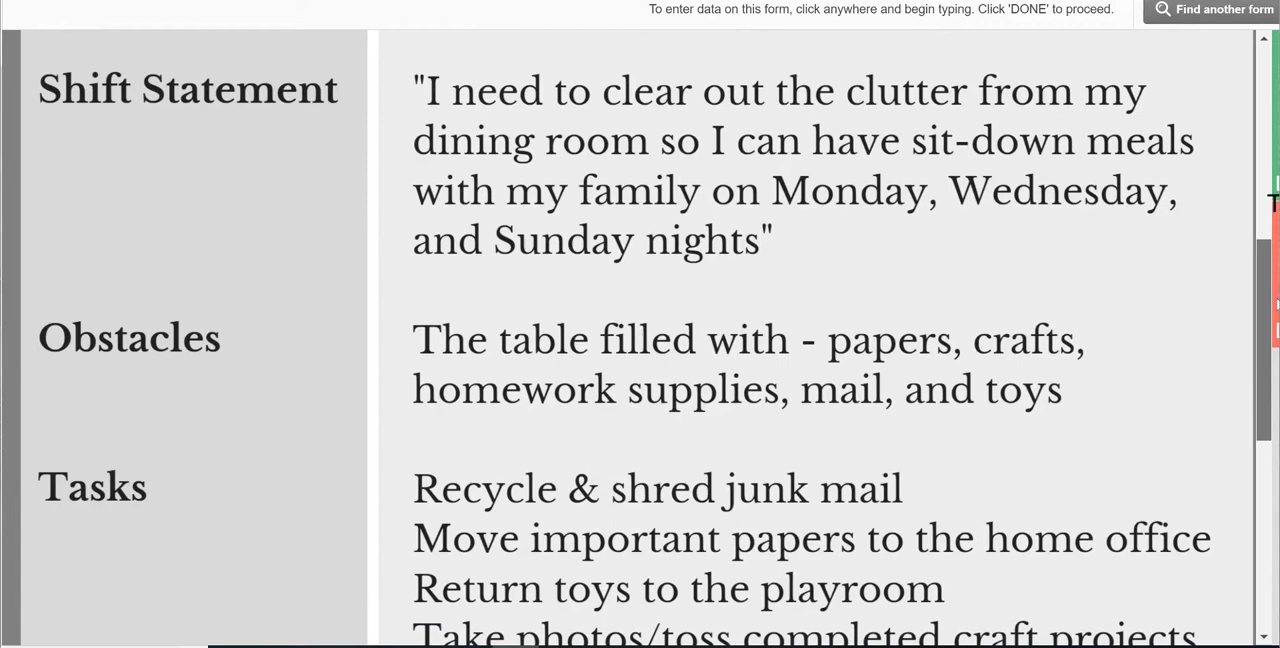 To enter data on this form, click anywhere and begin typing. Click 'DONE' to proceed.
Find another form
Shift Statement
"I need to clear out the clutter from my
dining room so I can have sit-down meals
with my family on Monday, Wednesday,
and Sunday nights"
Obstacles
The table filled with - papers, crafts,
homework supplies, mail, and toys
Tasks
Recycle & shred junk mail
Move important papers to the home office
Return toys to the playroom
Take photos/toss completed craft projects